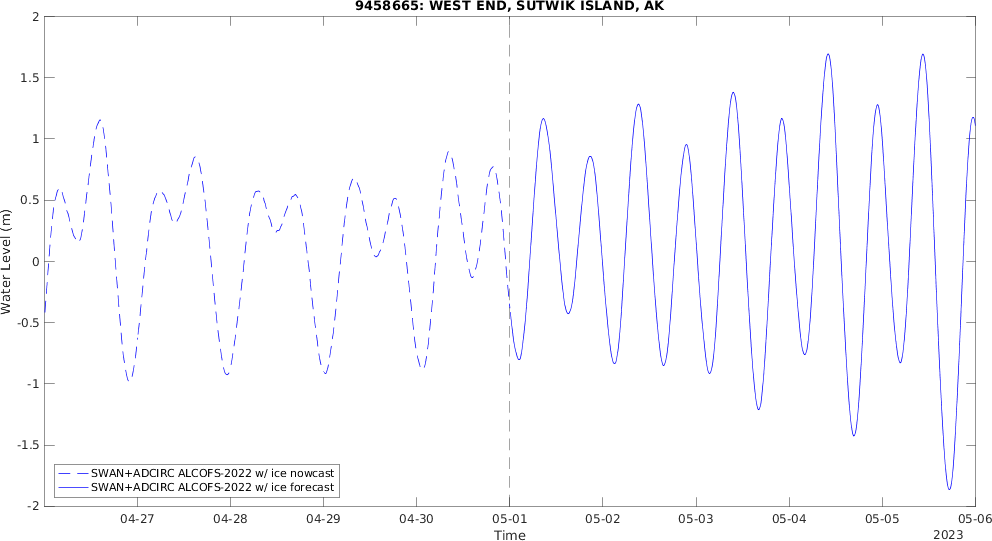 9458665: WEST END, SUTWIK ISLAND, AK
2
1.5
1
0.5
0
-0.5
-1
-1.5
-2
Water Level (m)
SWAN+ADCIRC ALCOFS-2022 w/ ice nowcast
SWAN+ADCIRC ALCOFS-2022 w/ ice forecast
04-27 04-28 04-29 04-30 05-01 05-02 05-03 05-04 05-05 05-06
Time
2023